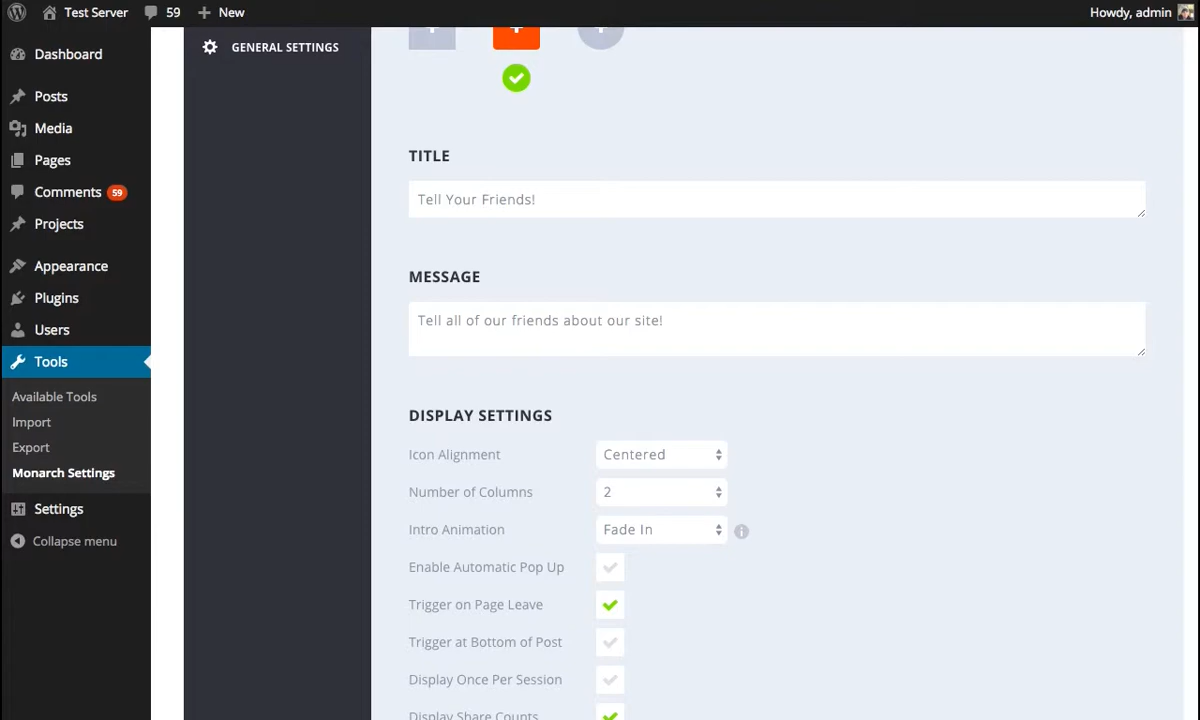 Test Server
59
New
Howdy, admin
Dashboard
Posts
Media
Pages
Comments 59
Projects
Appearance
Plugins
Users
Tools
Available Tools
Import
Export
Monarch Settings
Settings
Collapse menu
GENERAL SETTINGS
TITLE
Tell Your Friends!
MESSAGE
Tell all of our friends about our site!
DISPLAY SETTINGS
Icon Alignment Centered
Number of Columns 2
Intro Animation Fade In
Enable Automatic Pop Up
Trigger on Page Leave
Trigger at Bottom of Post
Display Once Per Session
Display Share Counts